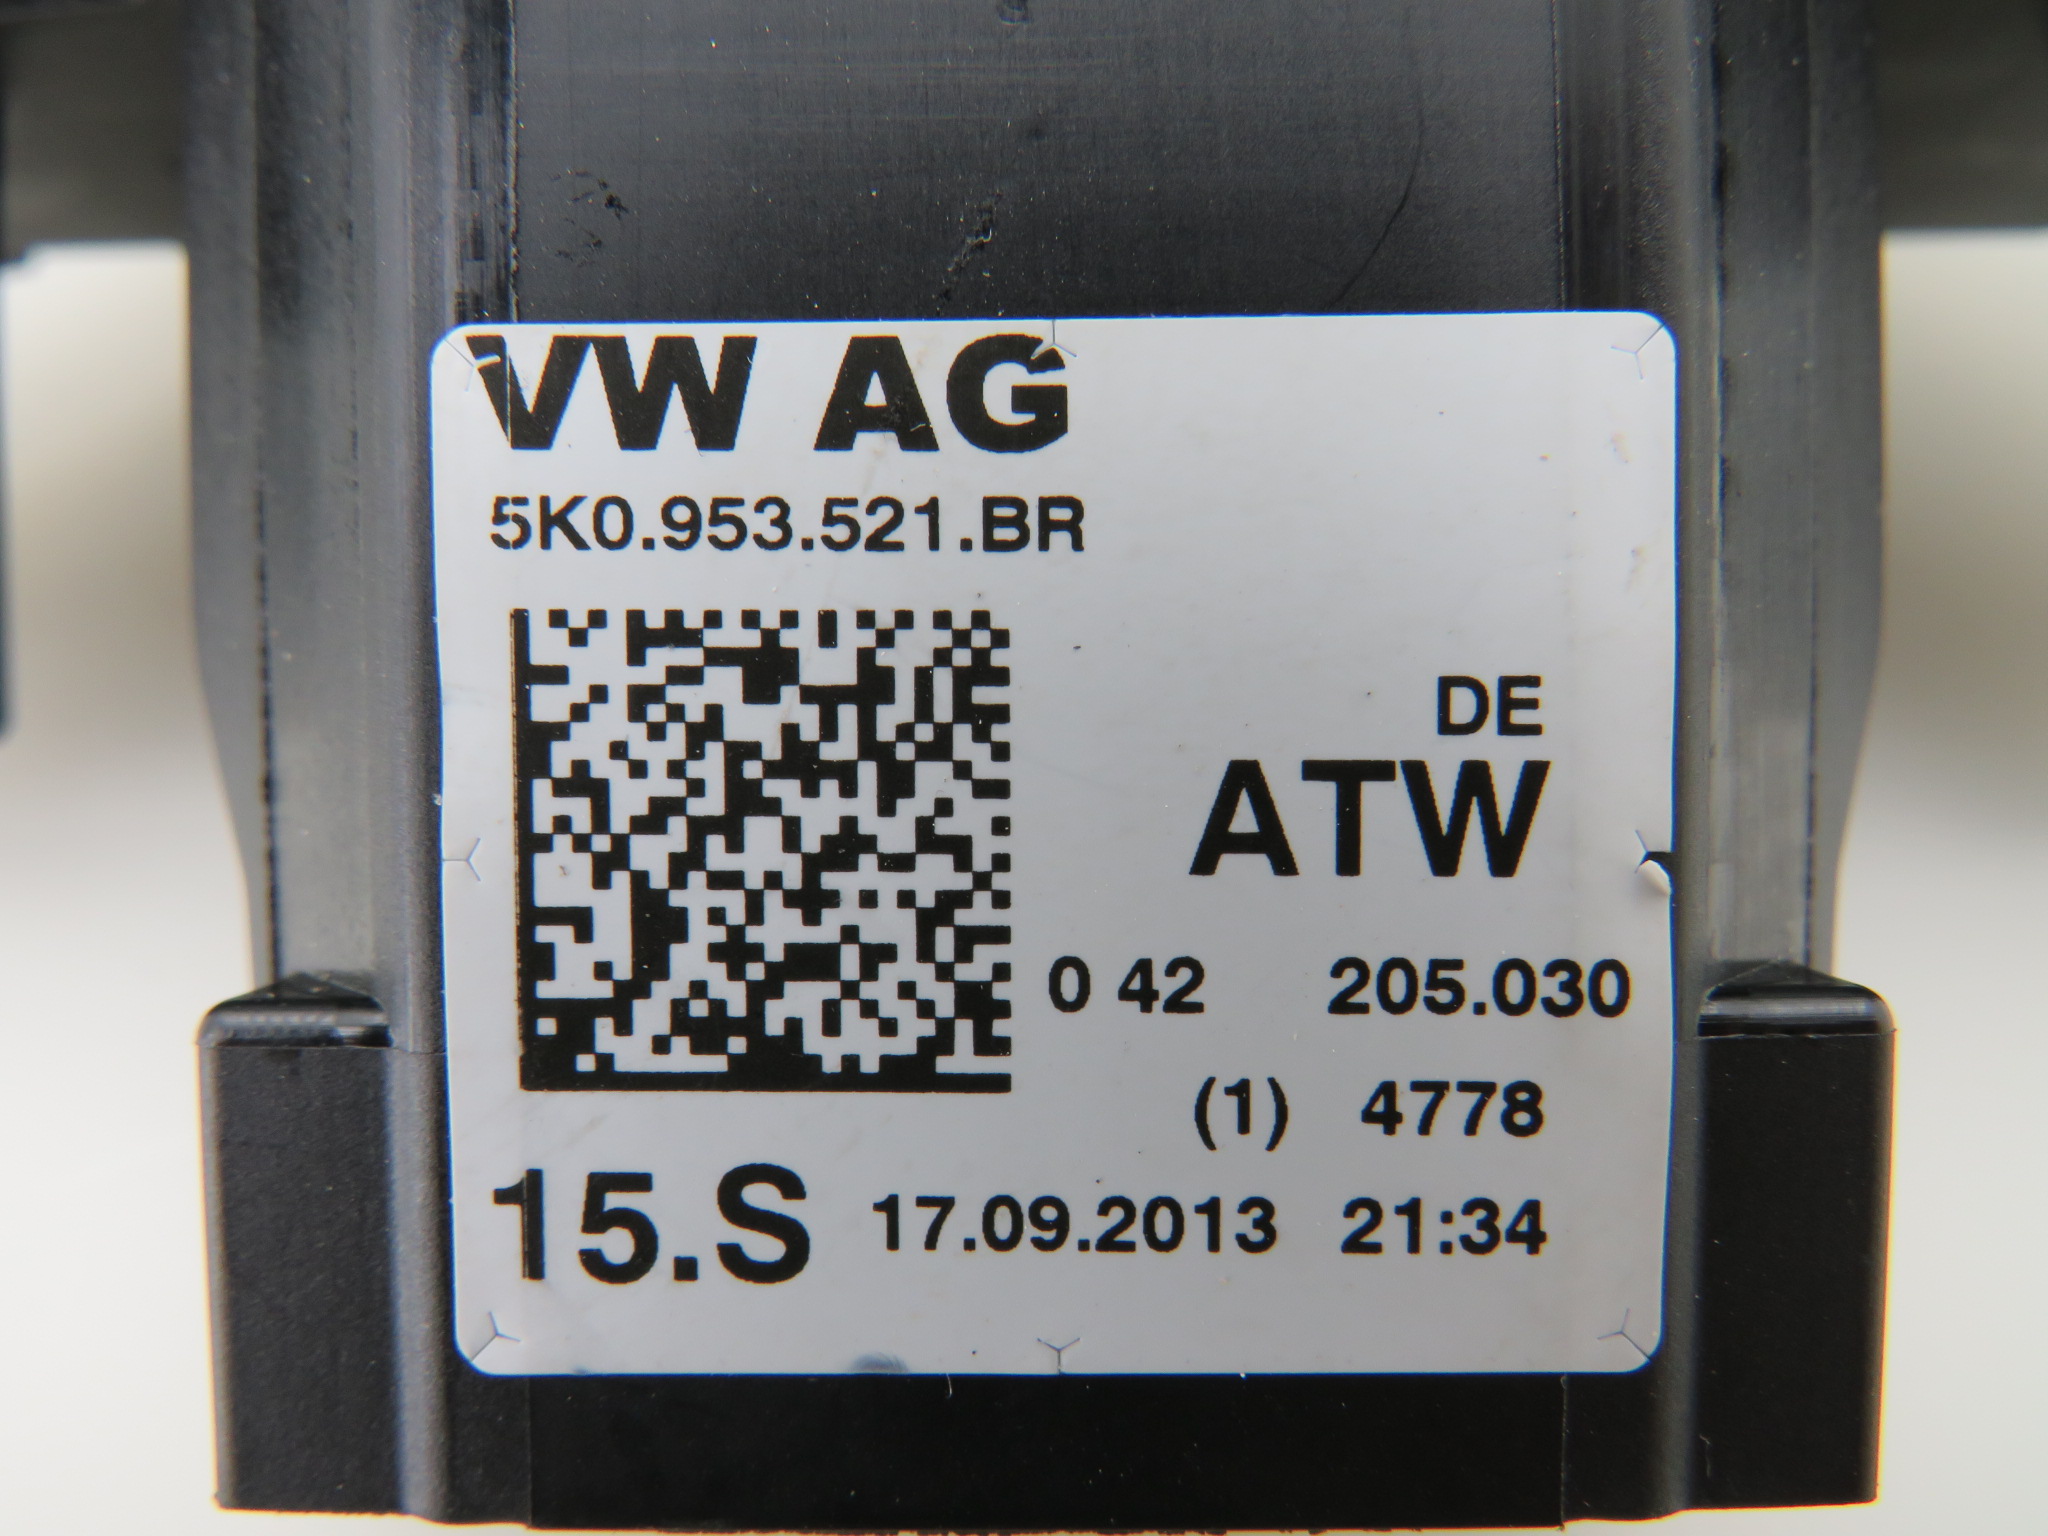 VW AG
5K0.953.521.BR
DE
ATW
0 42 205.030
(1) 4778
15.S 17.09.2013 21:34